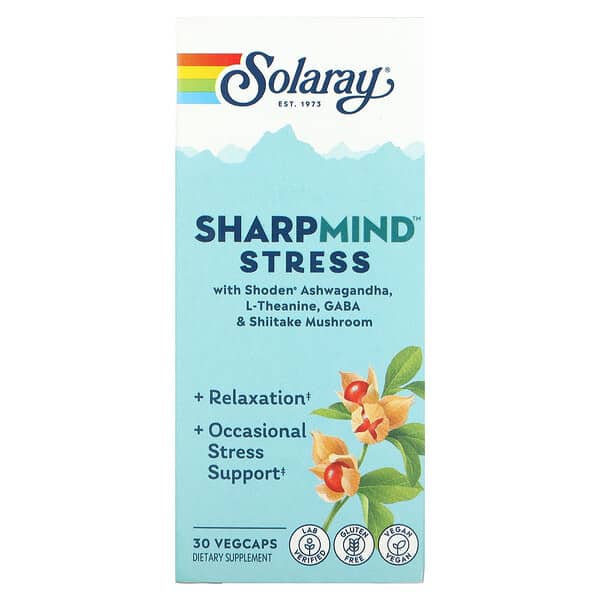 Solaray®
EST. 1973
SHARPMIND™
STRESS
with Shoden® Ashwagandha,
L-Theanine, GABA
& Shiitake Mushroom
+ Relaxation‡
+ Occasional
Stress
Support‡
30 VEGCAPS
DIETARY SUPPLEMENT
LAB VERIFIED
GLUTEN FREE
VEGAN VEGAN